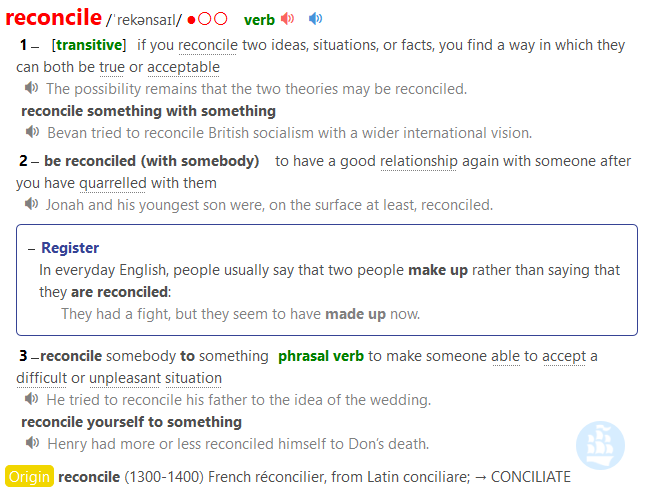 reconcile /ˈrekənsaɪl/ ●○○ verb
1 – [transitive] if you reconcile two ideas, situations, or facts, you find a way in which they
can both be true or acceptable
The possibility remains that the two theories may be reconciled.
reconcile something with something
Bevan tried to reconcile British socialism with a wider international vision.
2 – be reconciled (with somebody) to have a good relationship again with someone after
you have quarrelled with them
Jonah and his youngest son were, on the surface at least, reconciled.
– Register
In everyday English, people usually say that two people make up rather than saying that
they are reconciled:
They had a fight, but they seem to have made up now.
3 –reconcile somebody to something phrasal verb to make someone able to accept a
difficult or unpleasant situation
He tried to reconcile his father to the idea of the wedding.
reconcile yourself to something
Henry had more or less reconciled himself to Don’s death.
Origin reconcile (1300-1400) French réconcilier, from Latin conciliare; → CONCILIATE